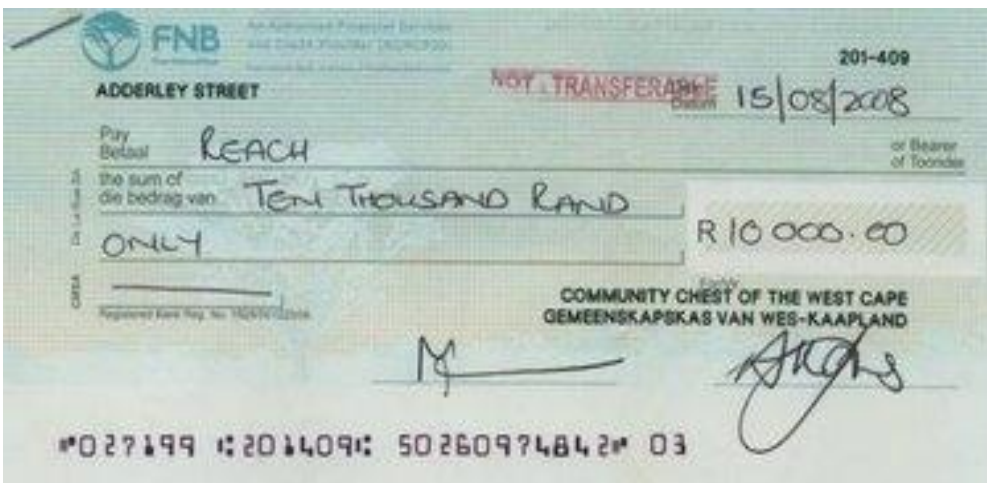 FNB
201-409
ADDERLEY STREET
NOT TRANSFERABLE
15/08/2008
Pay
Betaal
REACH
or Bearer
of Toonder
the sum of
die bedrag van
TEN THOUSAND RAND
ONLY
R 10 000.00
COMMUNITY CHEST OF THE WEST CAPE
GEMEENSKAPSKAS VAN WES-KAAPLAND
027199 201409 50260974842 03